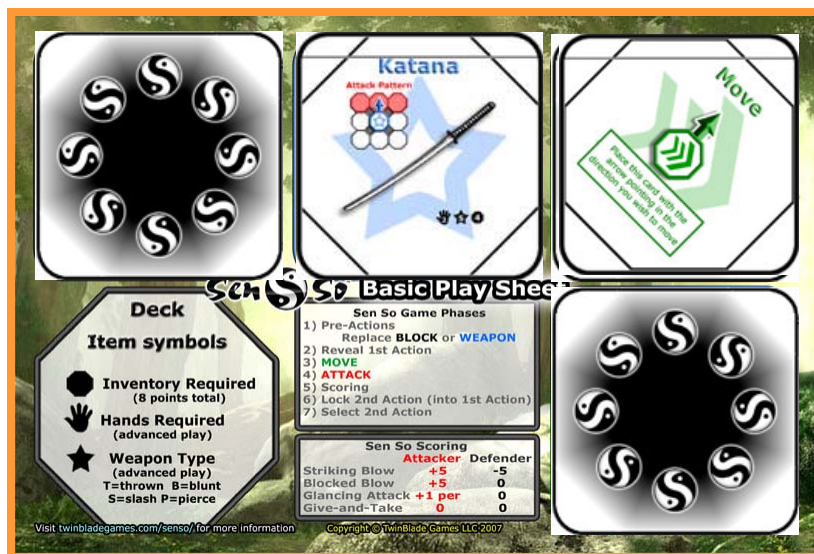 Katana
Attack Pattern
Move
Place this card with the
arrow pointing in the
direction you wish to move
Sen So Basic Play Sheet
Deck
Item symbols
Inventory Required
(8 points total)
Hands Required
(advanced play)
Weapon Type
(advanced play)
T=thrown B=blunt
S=slash P=pierce
Sen So Game Phases
1) Pre-Actions
Replace BLOCK or WEAPON
2) Reveal 1st Action
3) MOVE
4) ATTACK
5) Scoring
6) Lock 2nd Action (into 1st Action)
7) Select 2nd Action
Sen So Scoring
Attacker Defender
Striking Blow +5 -5
Blocked Blow +5 0
Glancing Attack +1 per 0
Give-and-Take 0 0
Visit twinbladegames.com/senso/ for more information
Copyright © TwinBlade Games LLC 2007